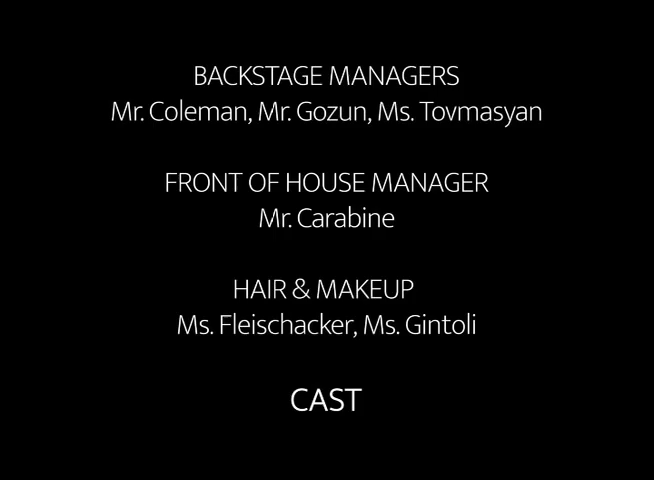 BACKSTAGE MANAGERS
Mr. Coleman, Mr. Gozun, Ms. Tovmasyan
FRONT OF HOUSE MANAGER
Mr. Carabine
HAIR & MAKEUP
Ms. Fleischacker, Ms. Gintoli
CAST